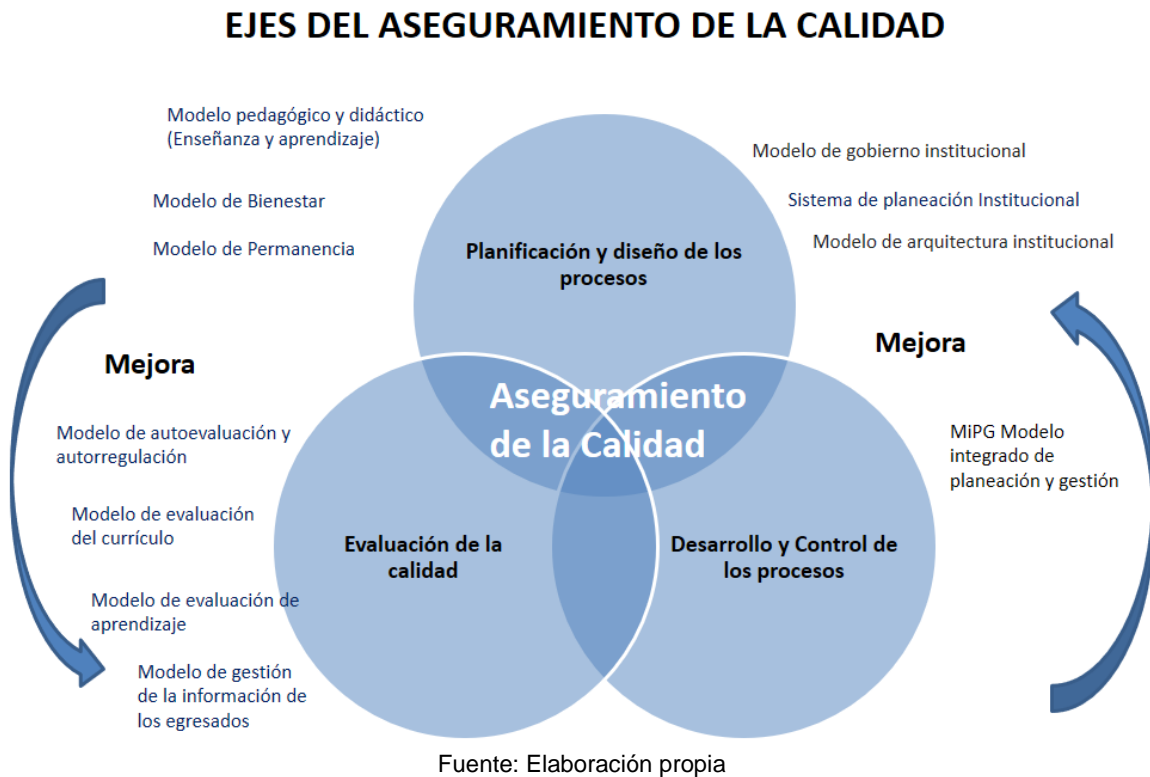 EJES DEL ASEGURAMIENTO DE LA CALIDAD
Modelo pedagógico y didáctico
(Enseñanza y aprendizaje)
Modelo de Bienestar
Modelo de Permanencia
Modelo de gobierno institucional
Sistema de planeación Institucional
Modelo de arquitectura institucional
Planificación y diseño de los
procesos
Mejora
Mejora
Aseguramiento
de la Calidad
Modelo de autoevaluación y
autorregulación
Modelo de evaluación
del currículo
Modelo de evaluación de
aprendizaje
Modelo de gestión
de la información de
los egresados
Evaluación de la
calidad
Desarrollo y Control de
los procesos
MiPG Modelo
integrado de
planeación y gestión
Fuente: Elaboración propia